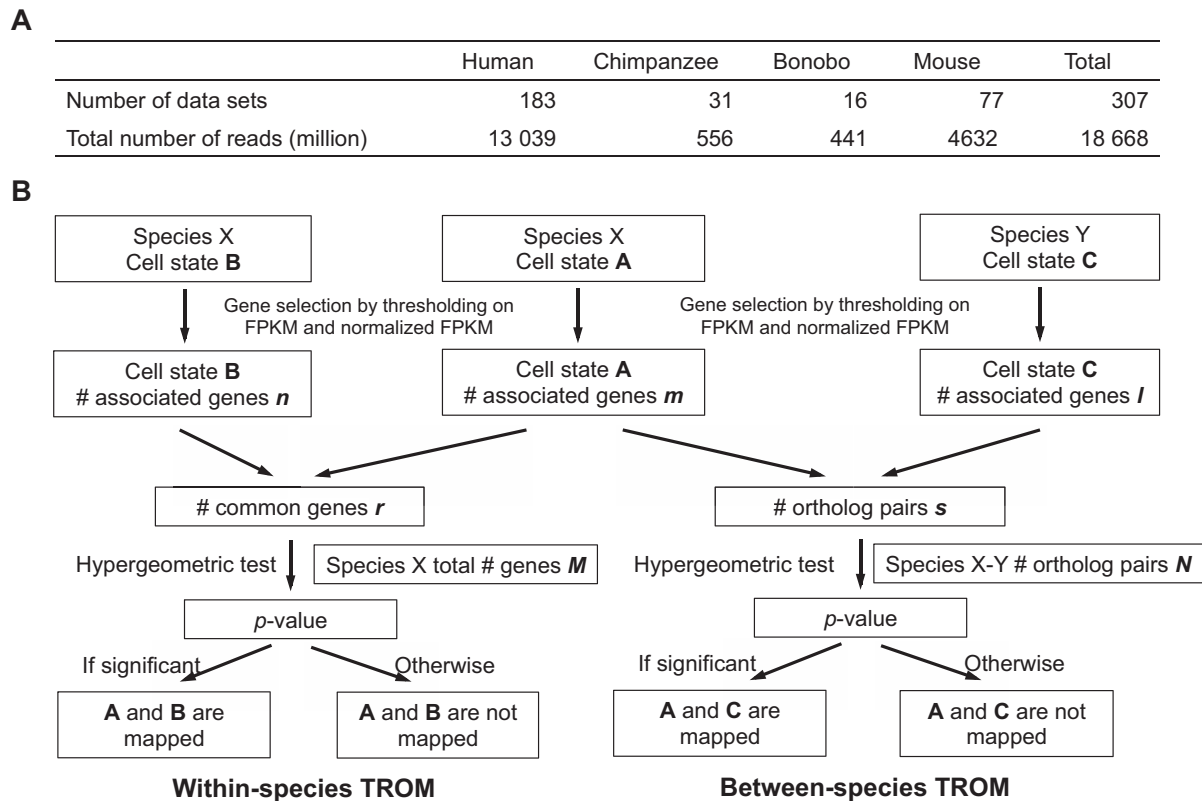 A
Human Chimpanzee Bonobo Mouse Total
Number of data sets 183 31 16 77 307
Total number of reads (million) 13 039 556 441 4632 18 668
B
Species X
Cell state B
Species X
Cell state A
Species Y
Cell state C
Gene selection by thresholding on
FPKM and normalized FPKM
Gene selection by thresholding on
FPKM and normalized FPKM
Cell state B
# associated genes n
Cell state A
# associated genes m
Cell state C
# associated genes l
# common genes r
# ortholog pairs s
Hypergeometric test
Species X total # genes M
Hypergeometric test
Species X-Y # ortholog pairs N
p-value
p-value
If significant
Otherwise
If significant
Otherwise
A and B are
mapped
A and B are not
mapped
A and C are
mapped
A and C are not
mapped
Within-species TROM
Between-species TROM